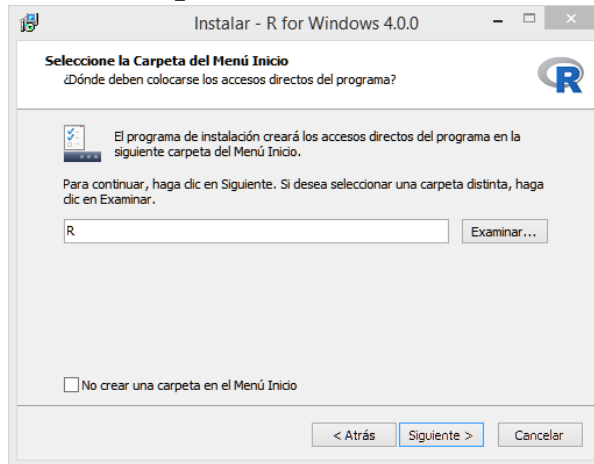 Instalar - R for Windows 4.0.0
Seleccione la Carpeta del Menú Inicio
¿Dónde deben colocarse los accesos directos del programa?
R
El programa de instalación creará los accesos directos del programa en la
siguiente carpeta del Menú Inicio.
Para continuar, haga clic en Siguiente. Si desea seleccionar una carpeta distinta, haga
clic en Examinar.
R
Examinar...
No crear una carpeta en el Menú Inicio
< Atrás
Siguiente >
Cancelar